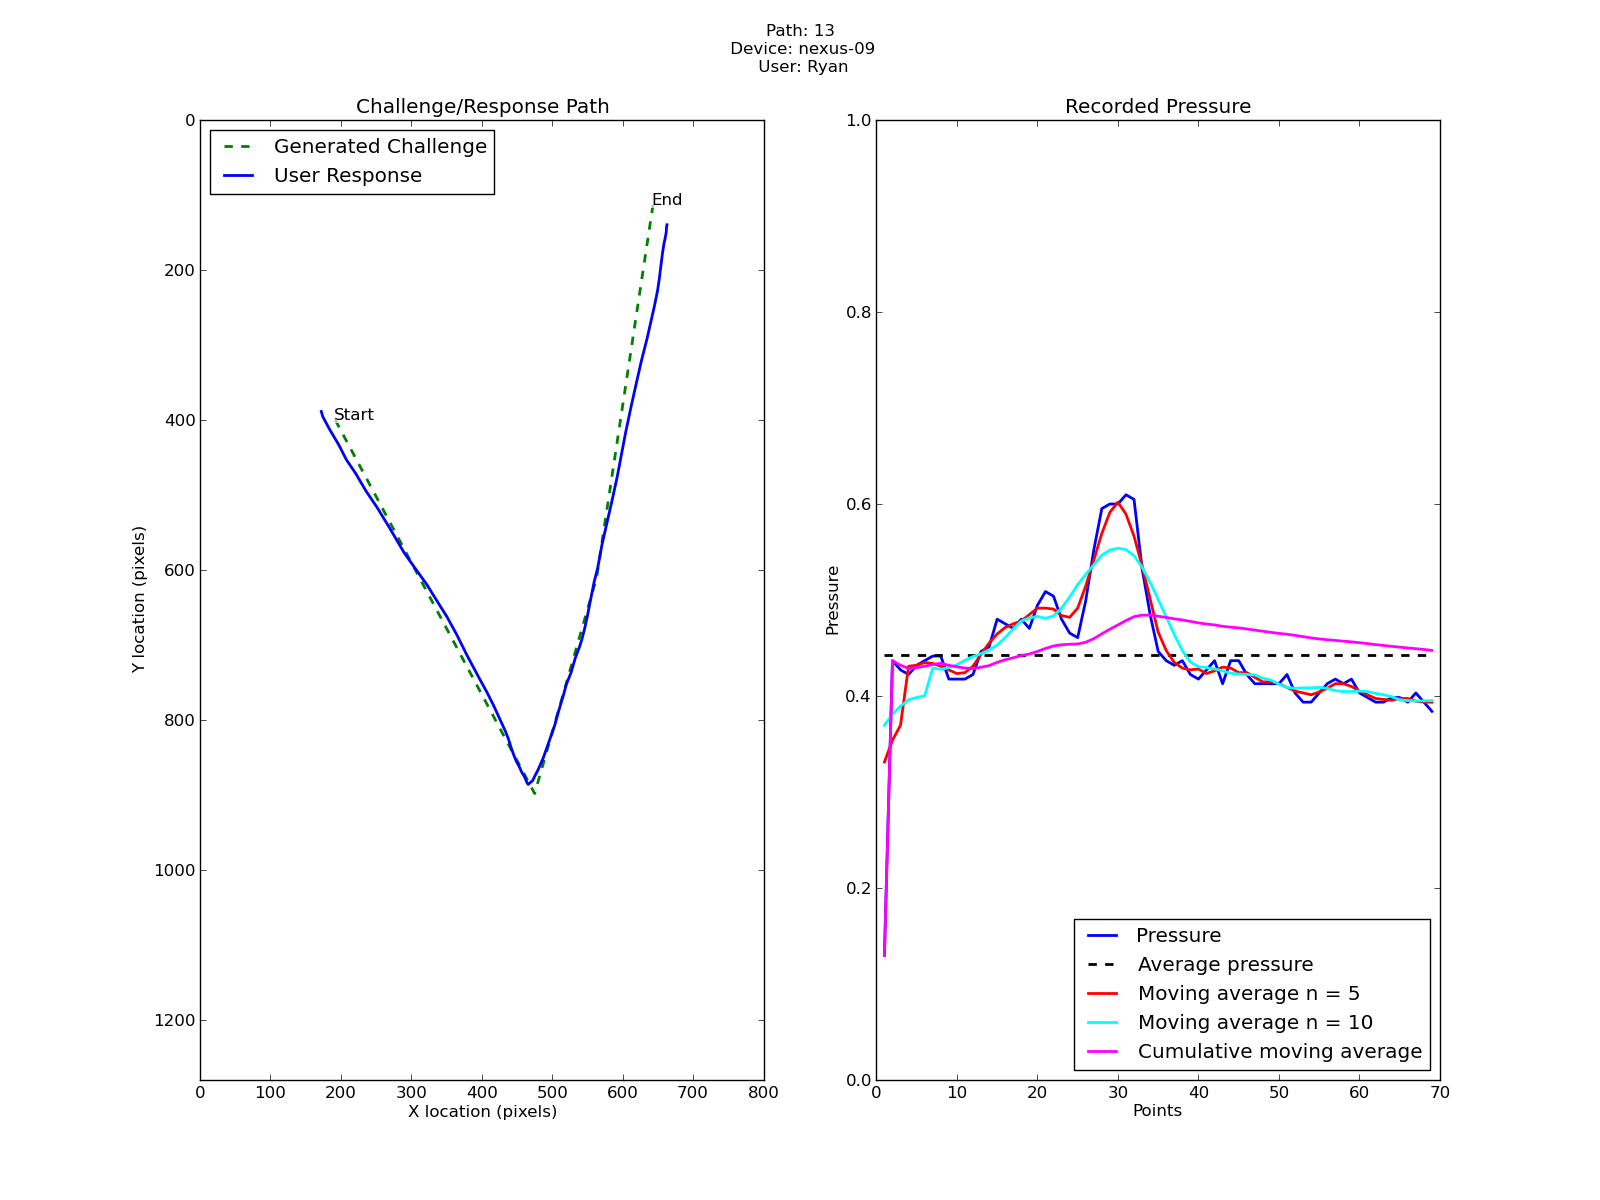 Path: 13
Device: nexus-09
User: Ryan
Challenge/Response Path
0
200
400
600
800
1000
1200
0 100 200 300 400 500 600 700 800
Y location (pixels)
X location (pixels)
Generated Challenge
User Response
End
Start
Recorded Pressure
1.0
0.8
0.6
0.4
0.2
0.0
0 10 20 30 40 50 60 70
Pressure
Points
Pressure
Average pressure
Moving average n = 5
Moving average n = 10
Cumulative moving average